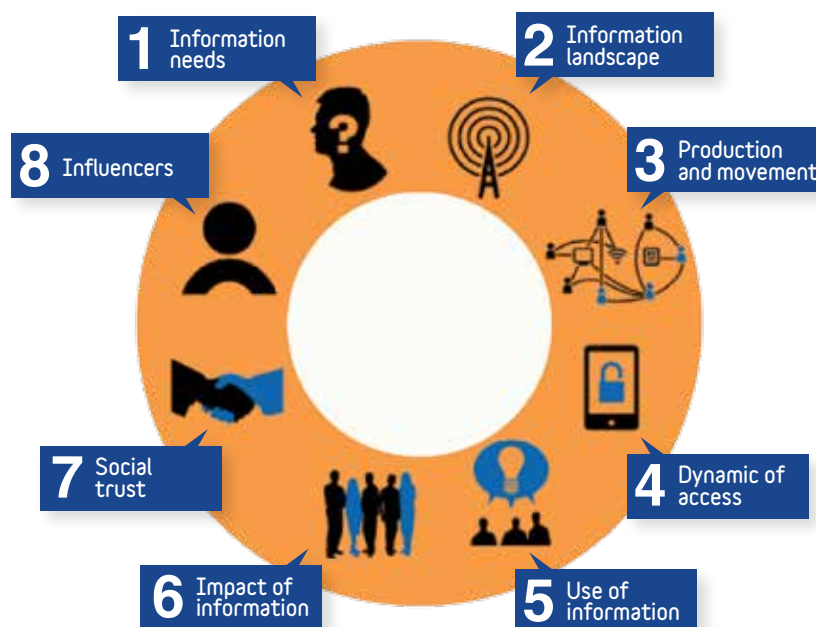 1 Information
needs
2 Information
landscape
3 Production
and movement
4 Dynamic of
access
5 Use of
information
6 Impact of
information
7 Social
trust
8 Influencers
?